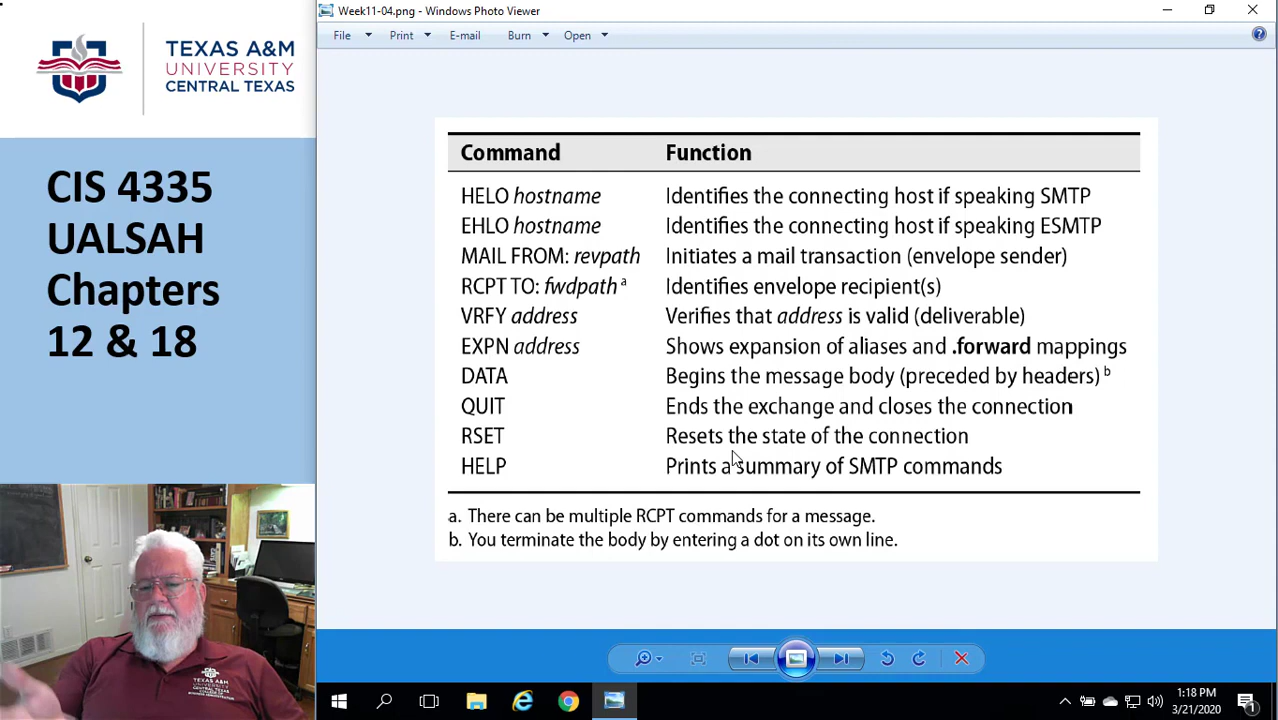 TEXAS A&M
UNIVERSITY
CENTRAL TEXAS
CIS 4335
UALSAH
Chapters
12 & 18
Week11-04.png - Windows Photo Viewer
File Print E-mail Burn Open
Command Function
HELO hostname Identifies the connecting host if speaking SMTP
EHLO hostname Identifies the connecting host if speaking ESMTP
MAIL FROM: revpath Initiates a mail transaction (envelope sender)
RCPT TO: fwdpath a Identifies envelope recipient(s)
VRFY address Verifies that address is valid (deliverable)
EXPN address Shows expansion of aliases and .forward mappings
DATA Begins the message body (preceded by headers) b
QUIT Ends the exchange and closes the connection
RSET Resets the state of the connection
HELP Prints a summary of SMTP commands
a. There can be multiple RCPT commands for a message.
b. You terminate the body by entering a dot on its own line.
TEXAS A&M
UNIVERSITY
CENTRAL TEXAS
1:18 PM
3/21/2020
1